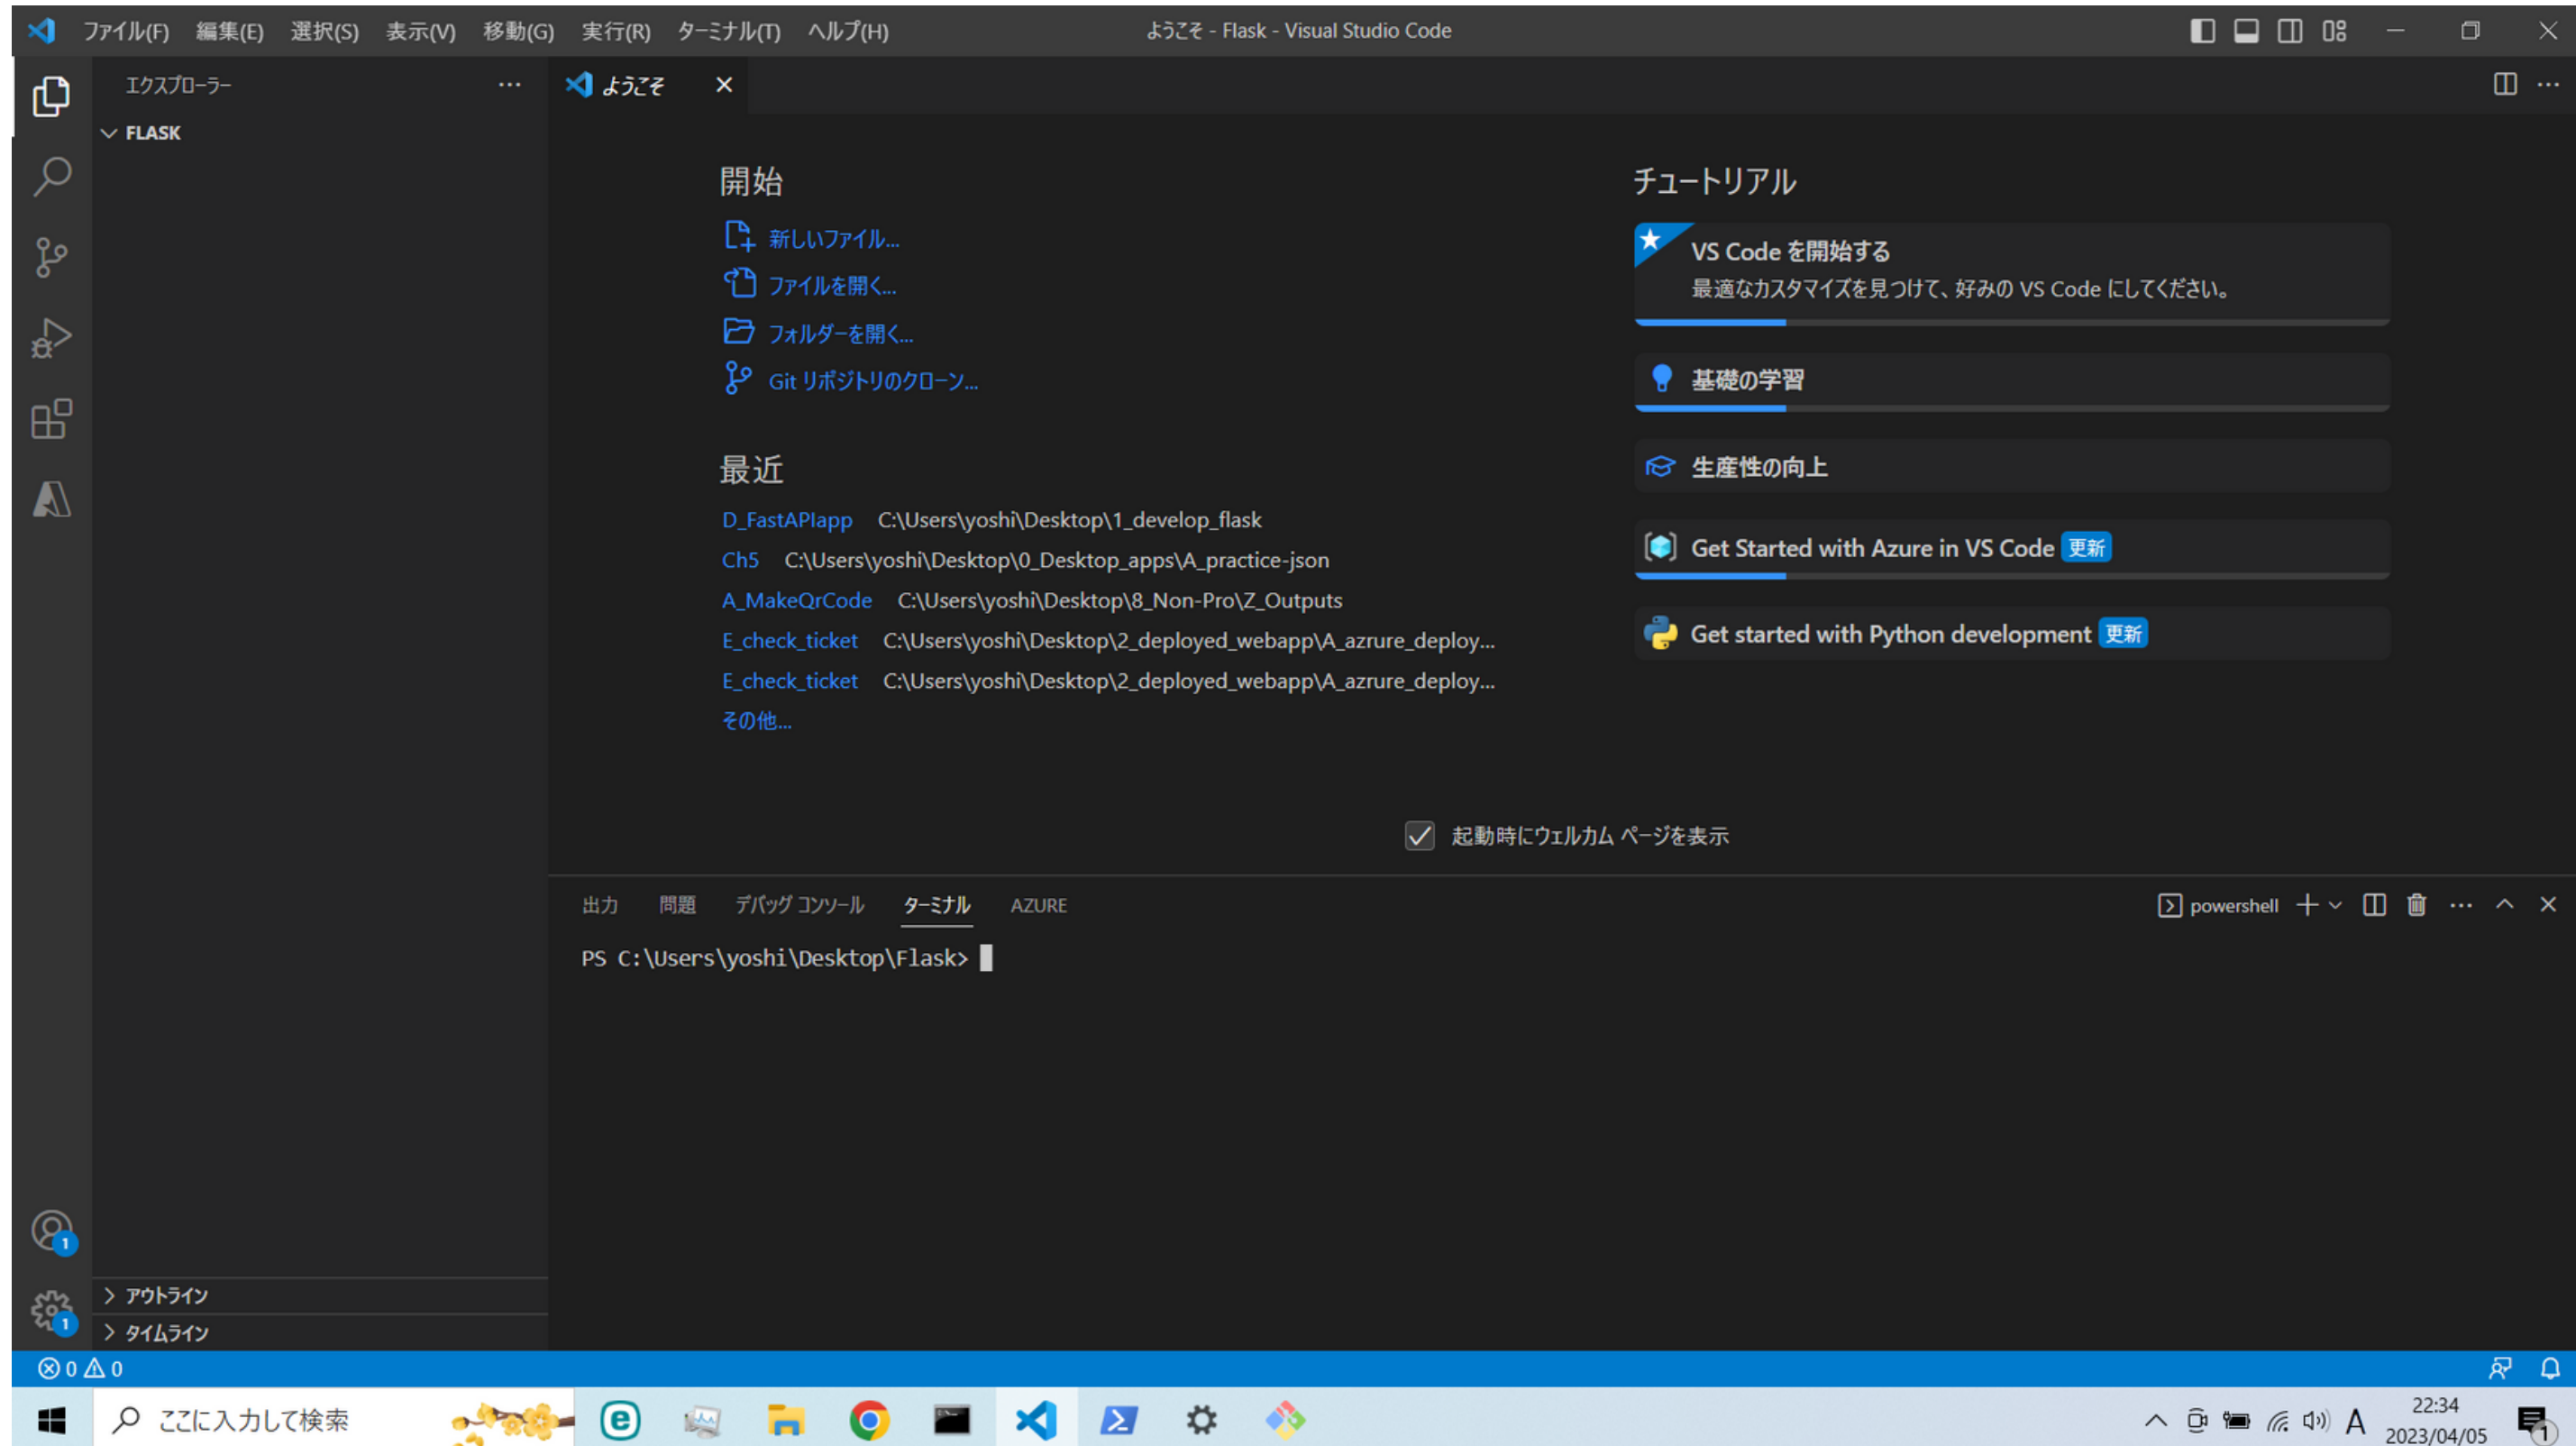 ファイル(F) 編集(E) 選択(S) 表示(V) 移動(G) 実行(R) ターミナル(T) ヘルプ(H) ようこそ - Flask - Visual Studio Code
エクスプローラー
ようこそ
FLASK
開始
新しいファイル...
ファイルを開く...
フォルダーを開く...
Git リポジトリのクローン...
最近
D_FastAPIapp C:\Users\yoshi\Desktop\1_develop_flask
Ch5 C:\Users\yoshi\Desktop\0_Desktop_apps\A_practice-json
A_MakeQrCode C:\Users\yoshi\Desktop\8_Non-Pro\Z_Outputs
E_check_ticket C:\Users\yoshi\Desktop\2_deployed_webapp\A_azrure_deploy...
E_check_ticket C:\Users\yoshi\Desktop\2_deployed_webapp\A_azrure_deploy...
その他...
チュートリアル
VS Code を開始する
最適なカスタマイズを見つけて、好みの VS Code にしてください。
基礎の学習
生産性の向上
Get Started with Azure in VS Code 更新
Get started with Python development 更新
起動時にウェルカム ページを表示
出力 問題 デバッグ コンソール ターミナル AZURE
powershell
PS C:\Users\yoshi\Desktop\Flask>
1
1
アウトライン
タイムライン
0 0
ここに入力して検索
A
22:34
2023/04/05
1